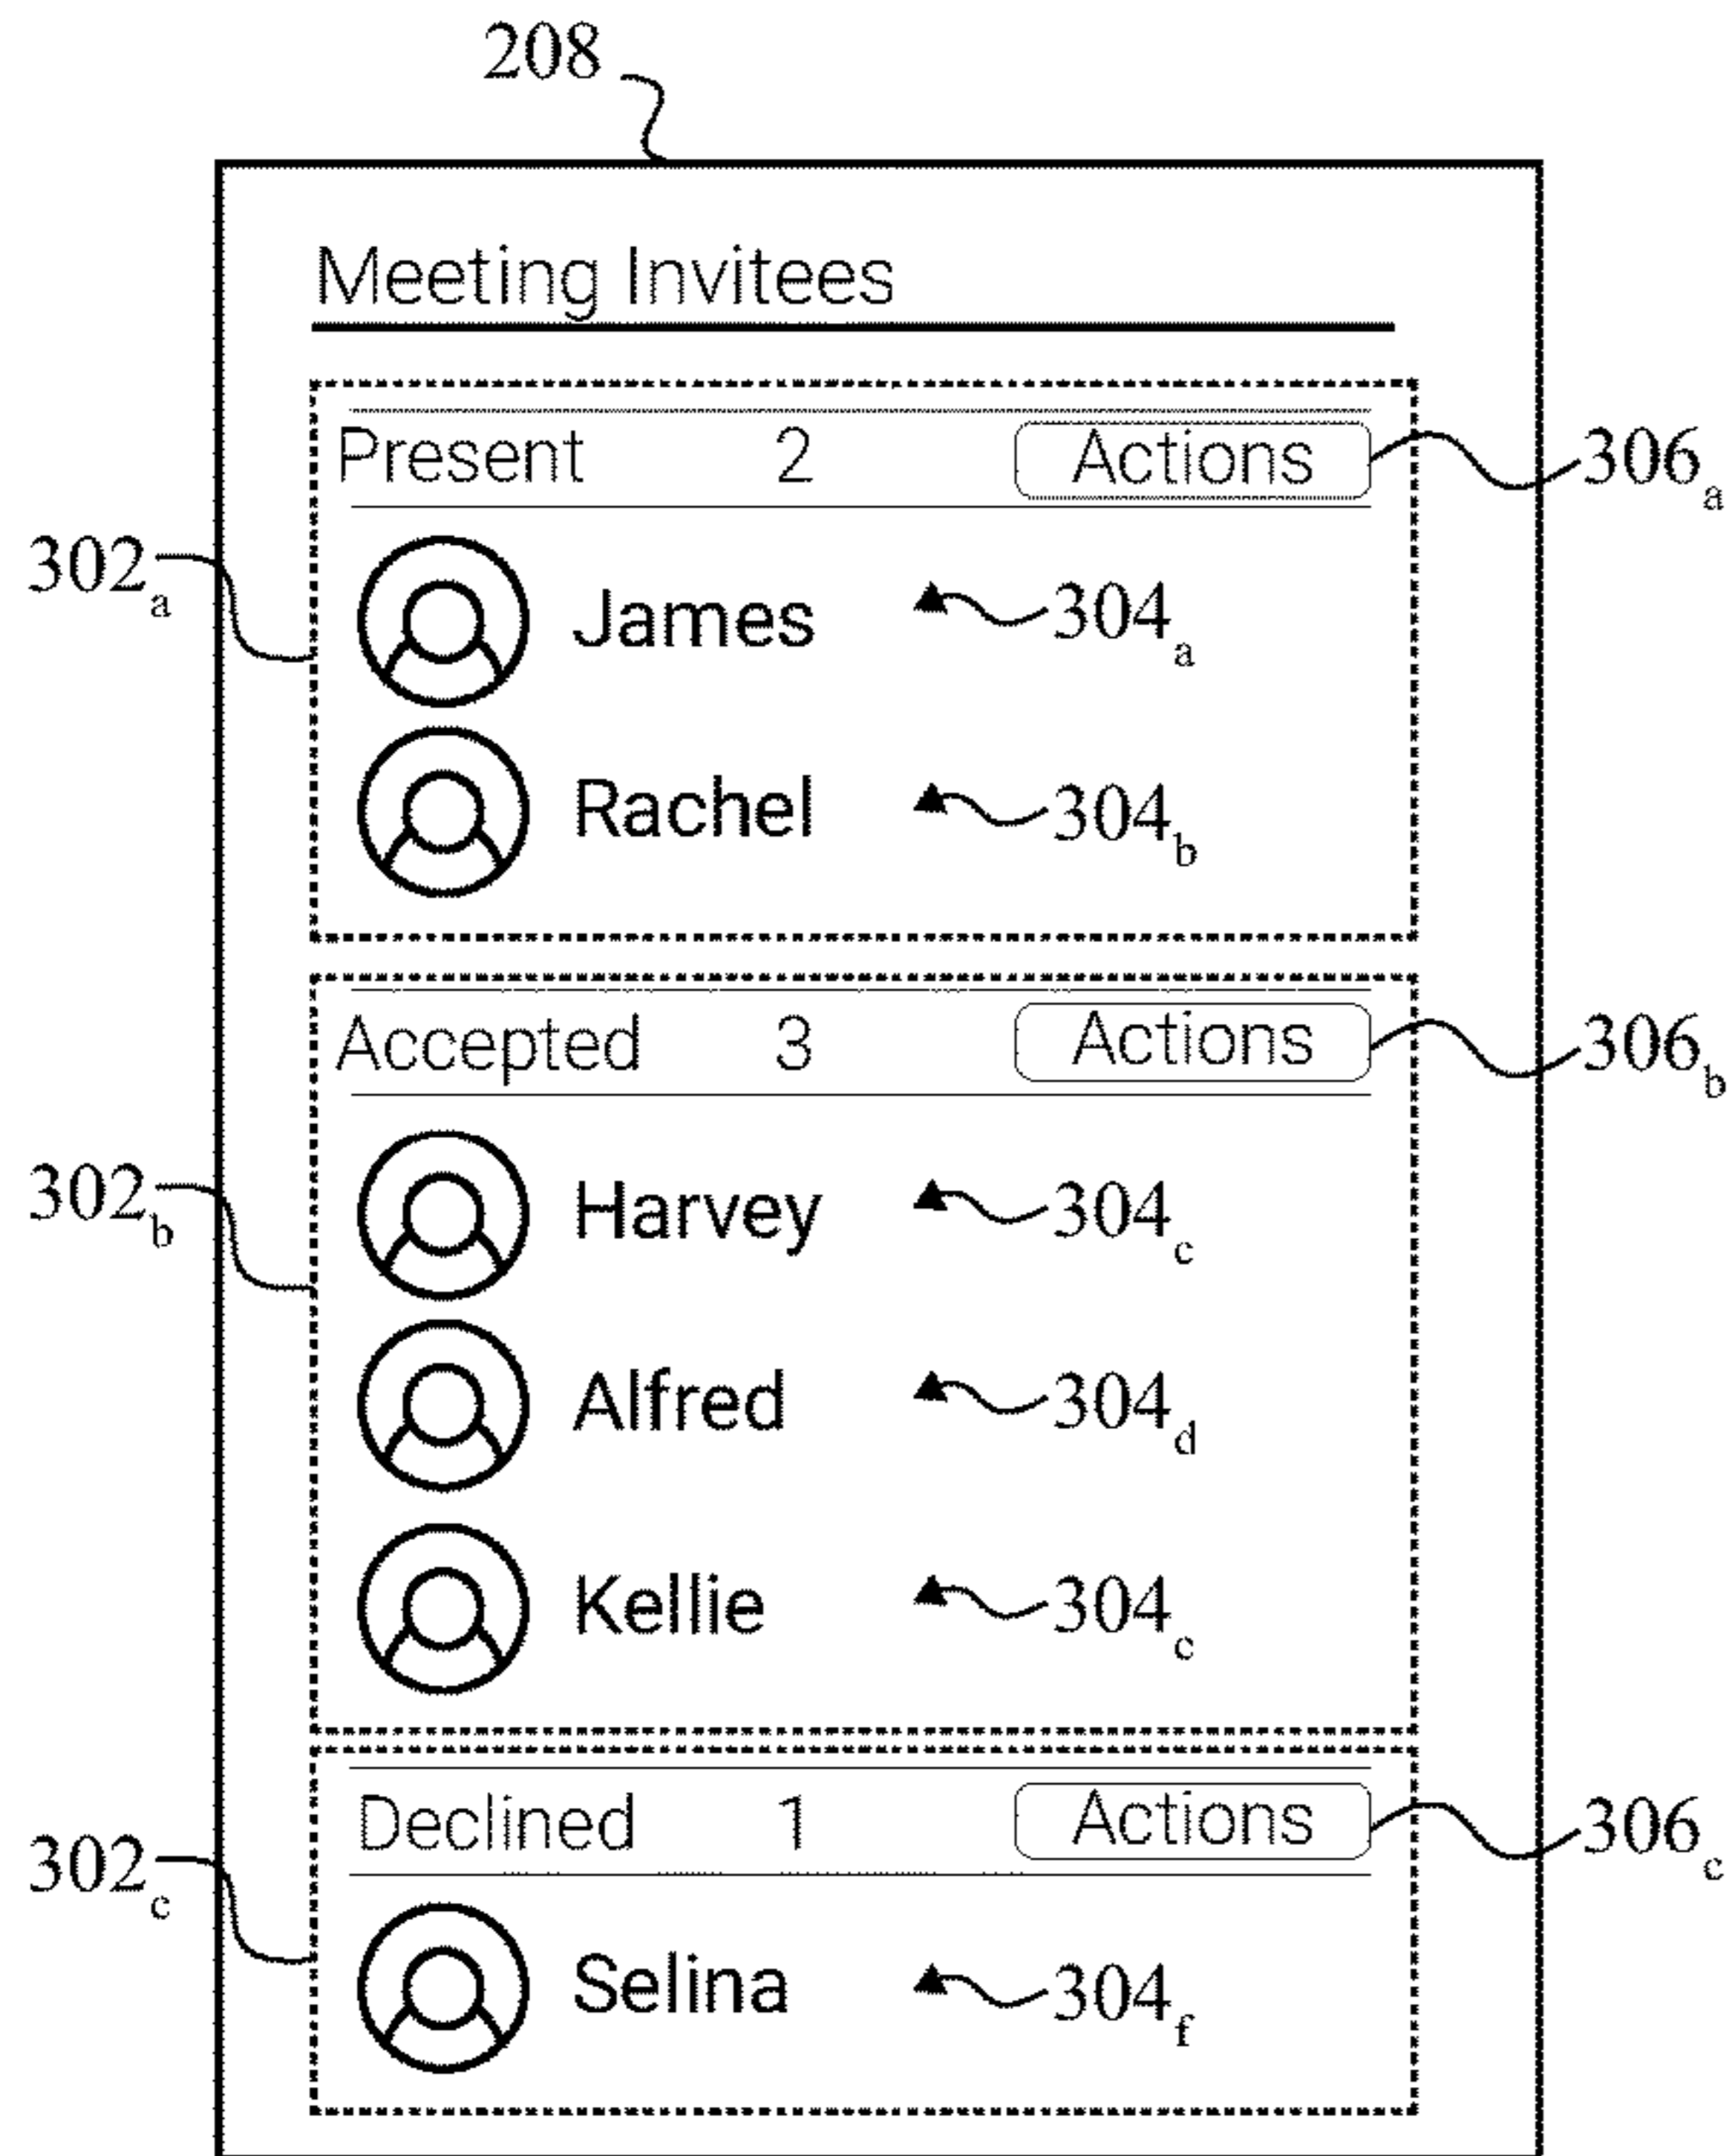 208
Meeting Invitees
Present 2 Actions 306a
302a
James 304a
Rachel 304b
Accepted 3 Actions 306b
302b
Harvey 304c
Alfred 304d
Kellie 304c
Declined 1 Actions 306c
302c
Selina 304f